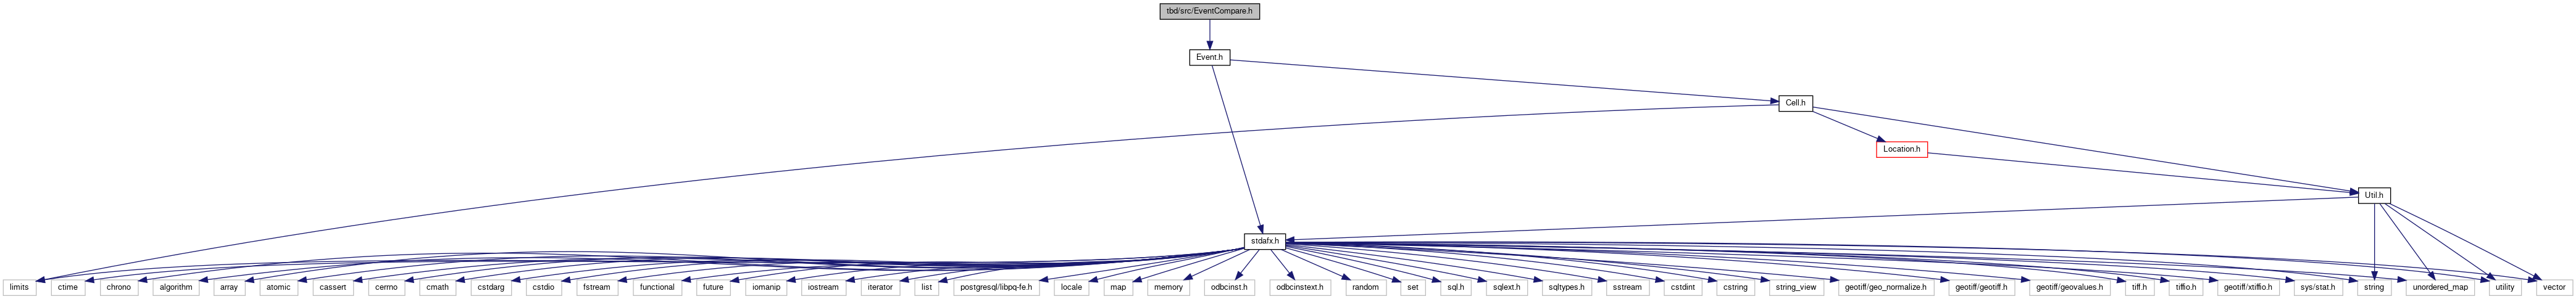 tbd/src/EventCompare.h
Event.h
Cell.h
Location.h
Util.h
stdafx.h
limits
ctime
chrono
algorithm
array
atomic
cassert
cerrno
cmath
cstdarg
cstdio
fstream
functional
future
iomanip
iostream
iterator
list
postgresql/libpq-fe.h
locale
map
memory
odbcinst.h
odbcinstext.h
random
set
sql.h
sqlext.h
sqltypes.h
sstream
cstdint
cstring
string_view
geotiff/geo_normalize.h
geotiff/geotiff.h
geotiff/geovalues.h
tiff.h
tiffio.h
geotiff/xtiffio.h
sys/stat.h
string
unordered_map
utility
vector